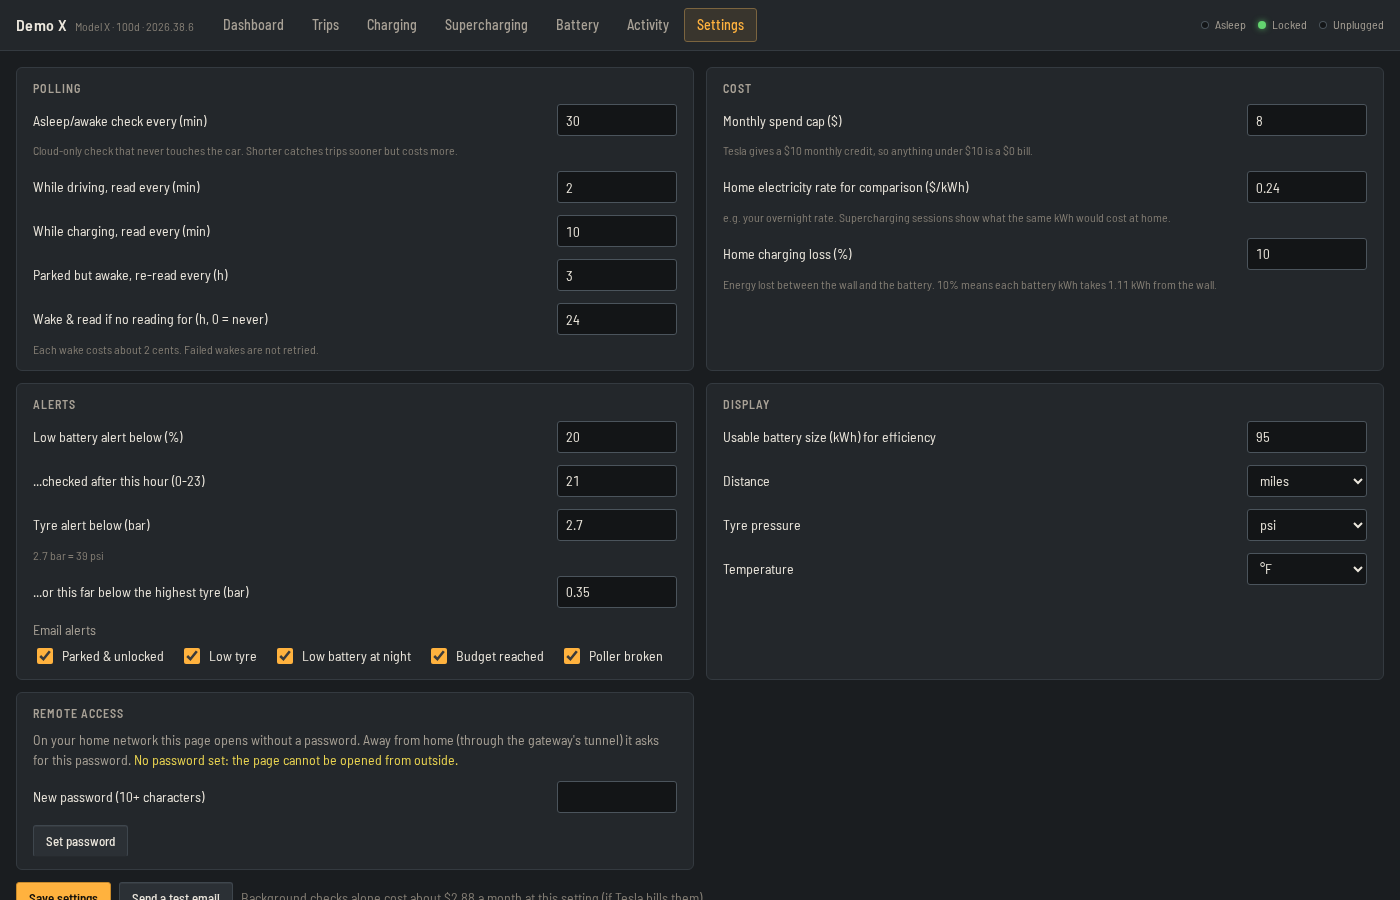 Demo X Model X · 100d · 2026.38.6 Dashboard Trips Charging Supercharging Battery Activity Settings Asleep Locked Unplugged
POLLING
Asleep/awake check every (min) 30
Cloud-only check that never touches the car. Shorter catches trips sooner but costs more.
While driving, read every (min) 2
While charging, read every (min) 10
Parked but awake, re-read every (h) 3
Wake & read if no reading for (h, 0 = never) 24
Each wake costs about 2 cents. Failed wakes are not retried.
COST
Monthly spend cap ($) 8
Tesla gives a $10 monthly credit, so anything under $10 is a $0 bill.
Home electricity rate for comparison ($/kWh) 0.24
e.g. your overnight rate. Supercharging sessions show what the same kWh would cost at home.
Home charging loss (%) 10
Energy lost between the wall and the battery. 10% means each battery kWh takes 1.11 kWh from the wall.
ALERTS
Low battery alert below (%) 20
...checked after this hour (0-23) 21
Tyre alert below (bar) 2.7
2.7 bar = 39 psi
...or this far below the highest tyre (bar) 0.35
Email alerts
Parked & unlocked Low tyre Low battery at night Budget reached Poller broken
DISPLAY
Usable battery size (kWh) for efficiency 95
Distance miles
Tyre pressure psi
Temperature °F
REMOTE ACCESS
On your home network this page opens without a password. Away from home (through the gateway's tunnel) it asks
for this password. No password set: the page cannot be opened from outside.
New password (10+ characters)
Set password
Save settings Send a test email Background checks alone cost about $2.88 a month at this setting (if Tesla bills them)